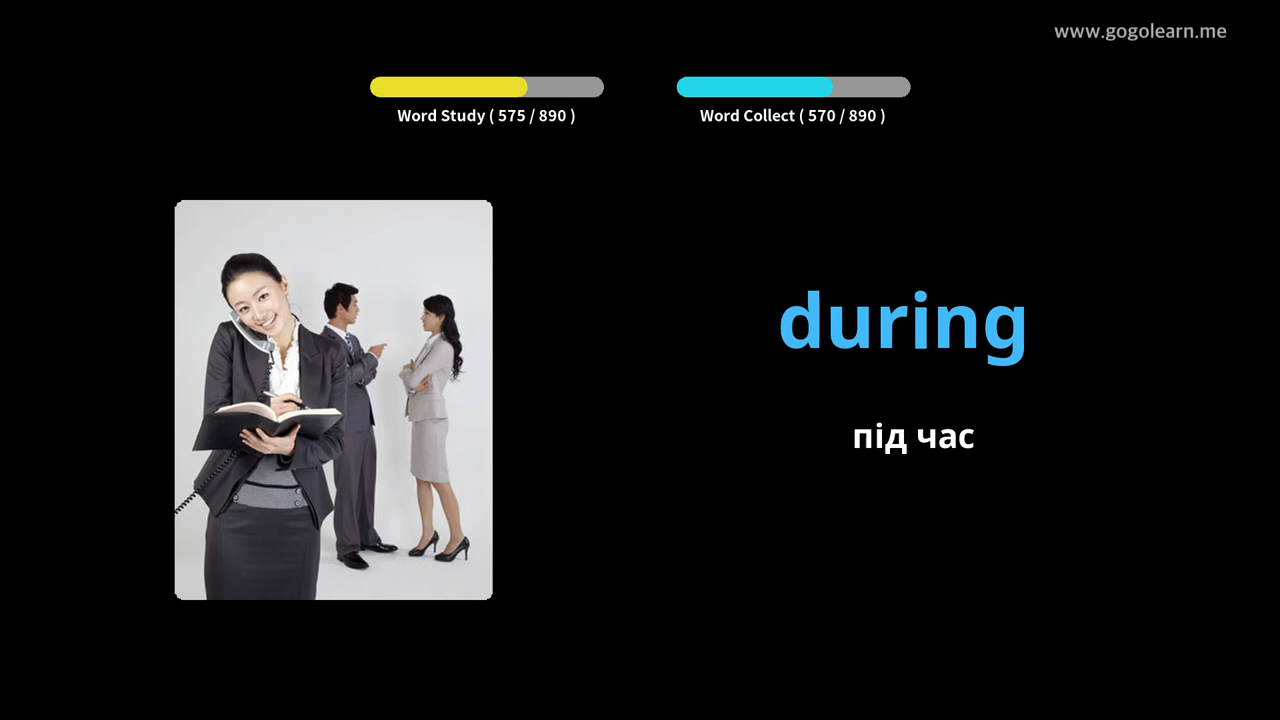 www.gogolearn.me
Word Study ( 575 / 890 )
Word Collect ( 570 / 890 )
during
під час